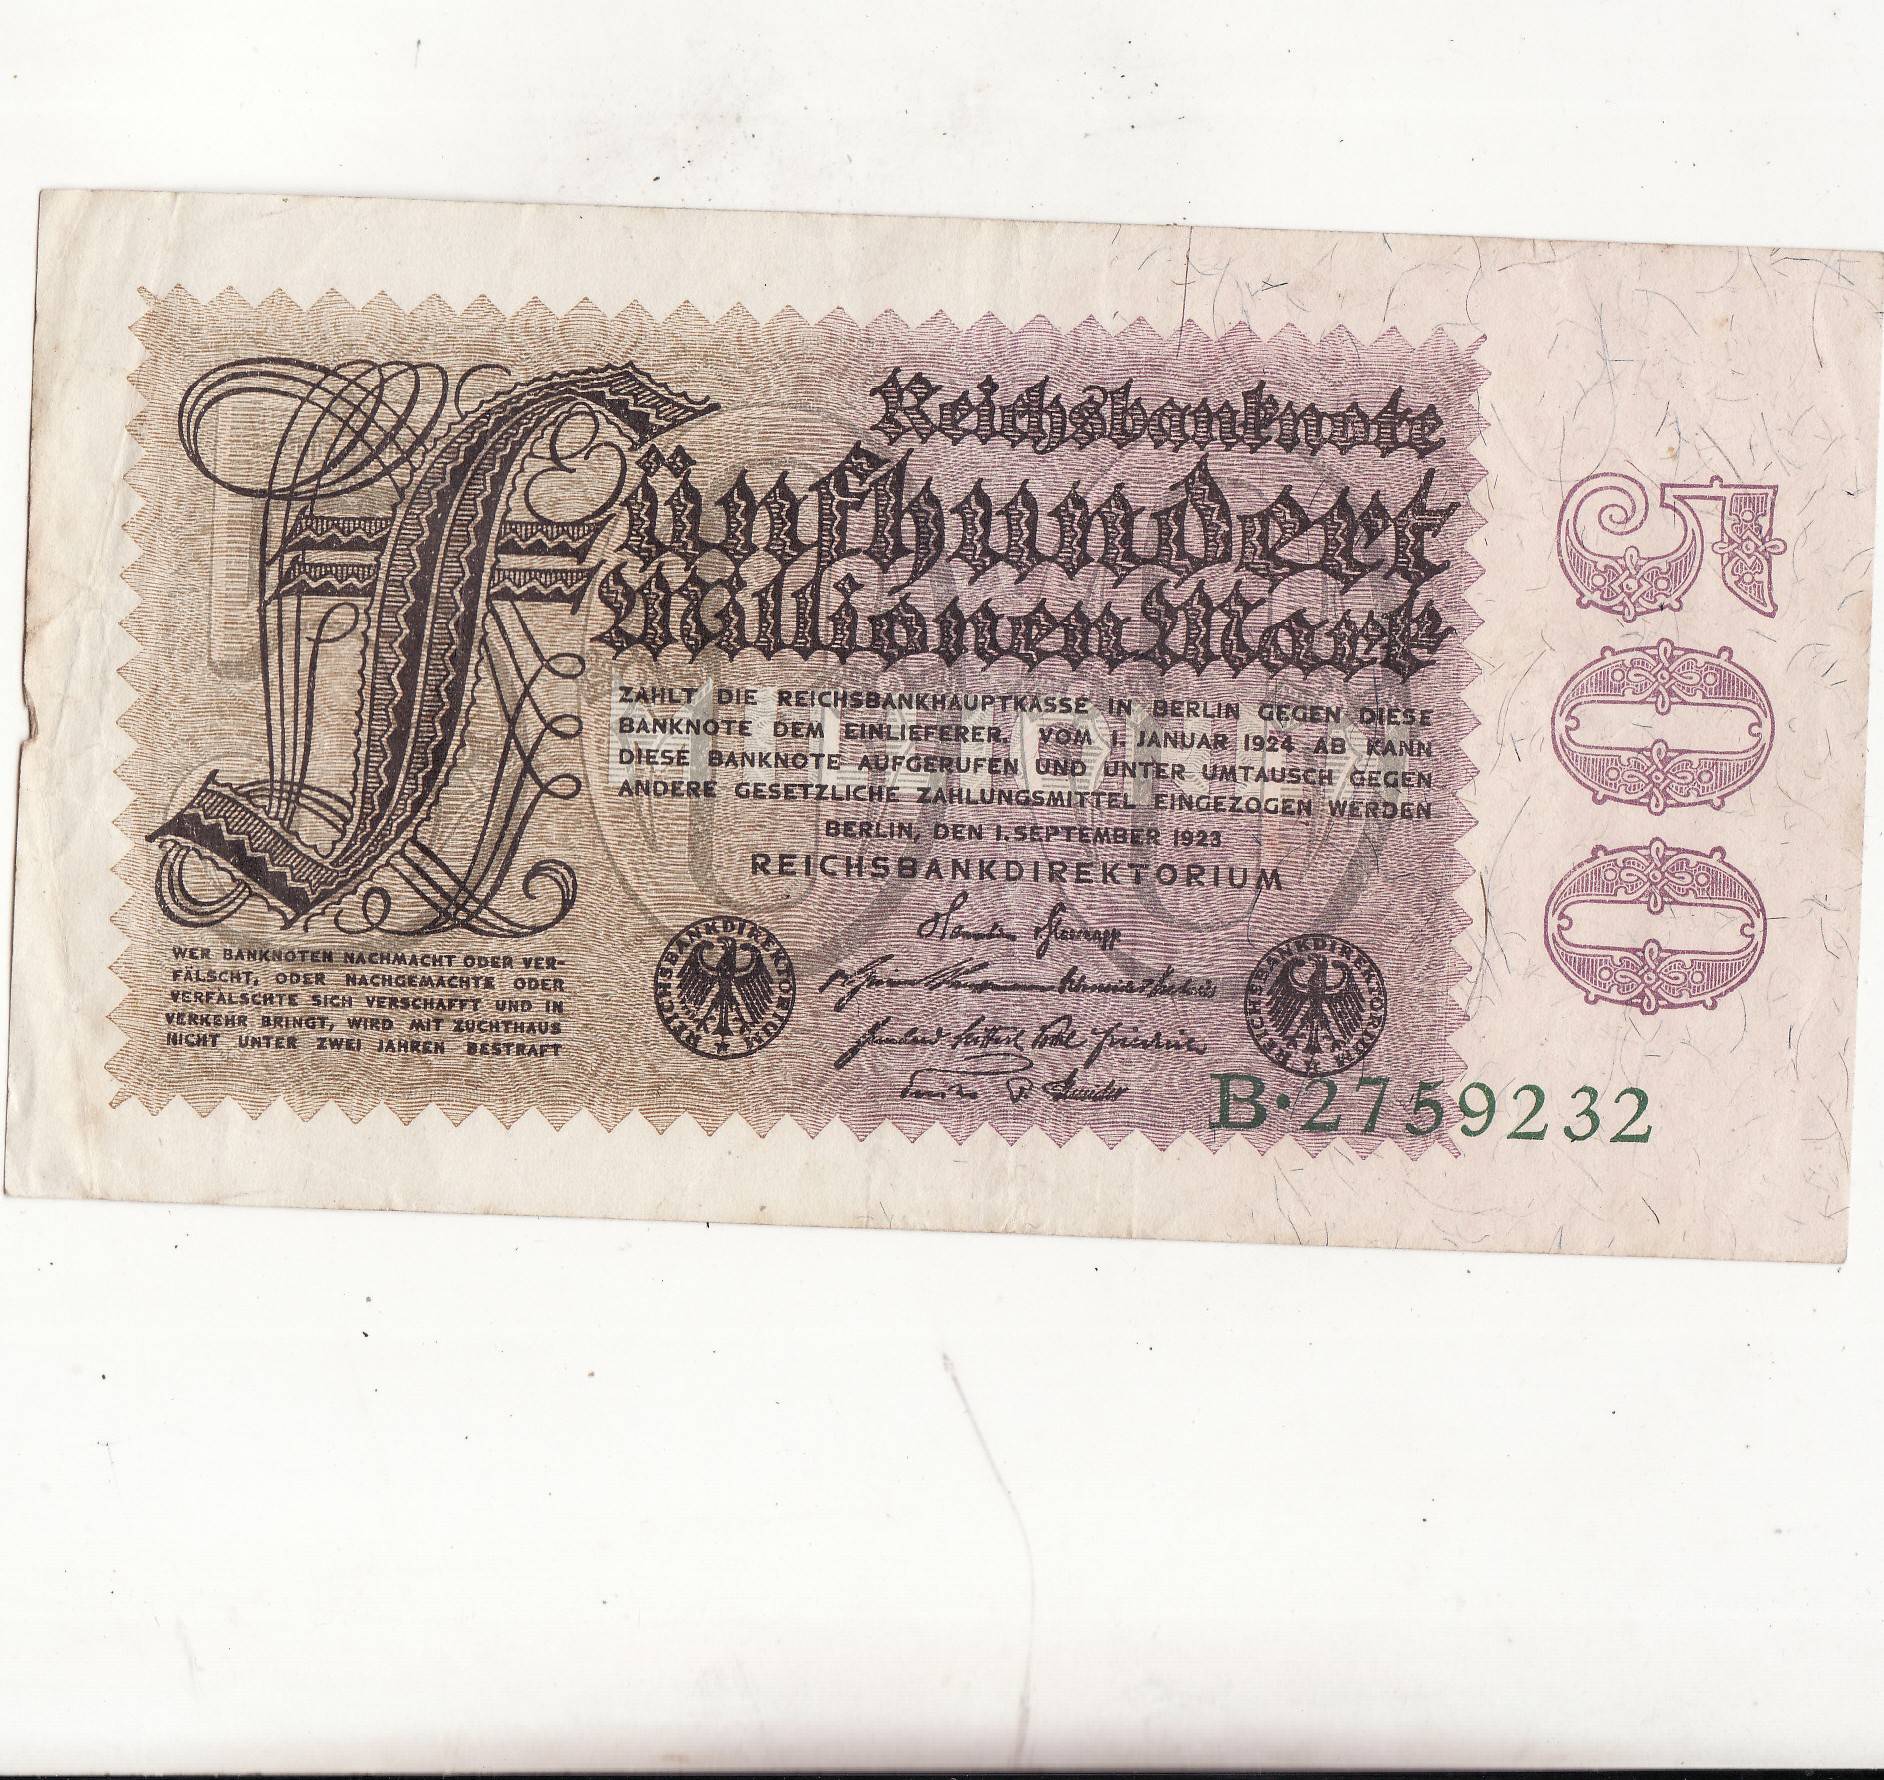 Reichsbanknote
Fünfhundert
Millionen Mark
ZAHLT DIE REICHSBANKHAUPTKASSE IN BERLIN GEGEN DIESE
BANKNOTE DEM EINLIEFERER. VOM 1. JANUAR 1924 AB KANN
DIESE BANKNOTE AUFGERUFEN UND UNTER UMTAUSCH GEGEN
ANDERE GESETZLICHE ZAHLUNGSMITTEL EINGEZOGEN WERDEN
BERLIN, DEN 1. SEPTEMBER 1923
REICHSBANKDIREKTORIUM
WER BANKNOTEN NACHMACHT ODER VER-
FÄLSCHT, ODER NACHGEMACHTE ODER
VERFÄLSCHTE SICH VERSCHAFFT UND IN
VERKEHR BRINGT, WIRD MIT ZUCHTHAUS
NICHT UNTER ZWEI JAHREN BESTRAFT
REICHSBANKDIREKTORIUM
REICHSBANKDIREKTORIUM
B·2759232
500